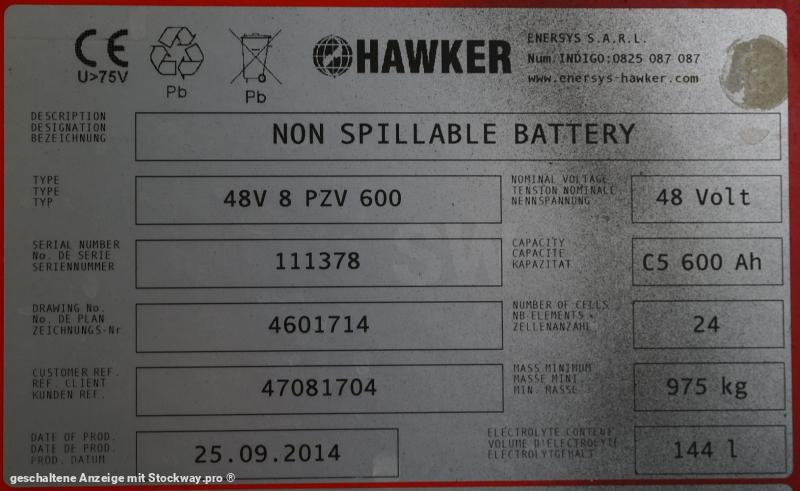 CE
U>75V
Pb
Pb
HAWKER
ENERSYS S.A.R.L.
Num.INDIGO:0825 087 087
www.enersys-hawker.com
DESCRIPTION
DESIGNATION
BEZEICHNUNG
NON SPILLABLE BATTERY
TYPE
TYPE
TYP
48V 8 PZV 600
NOMINAL VOLTAGE
TENSION NOMINALE
NENNSPANNUNG
48 Volt
SERIAL NUMBER
No. DE SERIE
SERIENNUMMER
111378
CAPACITY
CAPACITE
KAPAZITAT
C5 600 Ah
DRAWING No.
No. DE PLAN
ZEICHNUNGS-Nr
4601714
NUMBER OF CELLS
NB ELEMENTS
ZELLENANZAHL
24
CUSTOMER REF.
REF. CLIENT
KUNDEN REF.
47081704
MASS MINIMUM
MASSE MINI
MIN. MASSE
975 kg
DATE OF PROD.
DATE DE PROD.
PROD. DATUM
25.09.2014
ELECTROLYTE CONTENT
VOLUME D'ELECTROLYTE
ELECTROLYTGEHALT
144 l
geschaltene Anzeige mit Stockway.pro ®